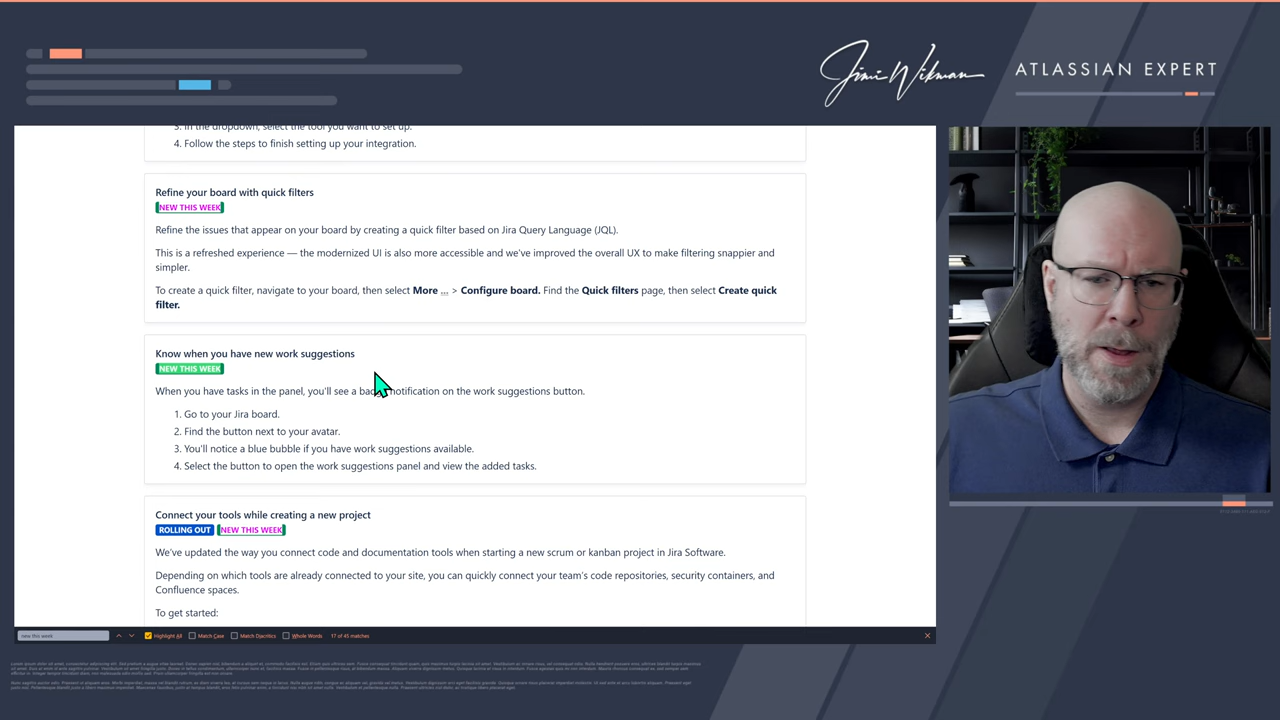 Jimi Wikman
ATLASSIAN EXPERT
3. In the dropdown, select the tool you want to set up.
4. Follow the steps to finish setting up your integration.
Refine your board with quick filters
NEW THIS WEEK
Refine the issues that appear on your board by creating a quick filter based on Jira Query Language (JQL).
This is a refreshed experience — the modernized UI is also more accessible and we've improved the overall UX to make filtering snappier and
simpler.
To create a quick filter, navigate to your board, then select More ... > Configure board. Find the Quick filters page, then select Create quick
filter.
Know when you have new work suggestions
NEW THIS WEEK
When you have tasks in the panel, you'll see a badge notification on the work suggestions button.
1. Go to your Jira board.
2. Find the button next to your avatar.
3. You'll notice a blue bubble if you have work suggestions available.
4. Select the button to open the work suggestions panel and view the added tasks.
Connect your tools while creating a new project
ROLLING OUT NEW THIS WEEK
We've updated the way you connect code and documentation tools when starting a new scrum or kanban project in Jira Software.
Depending on which tools are already connected to your site, you can quickly connect your team's code repositories, security containers, and
Confluence spaces.
To get started:
new this week Highlight All Match Case Match Diacritics Whole Words 17 of 45 matches